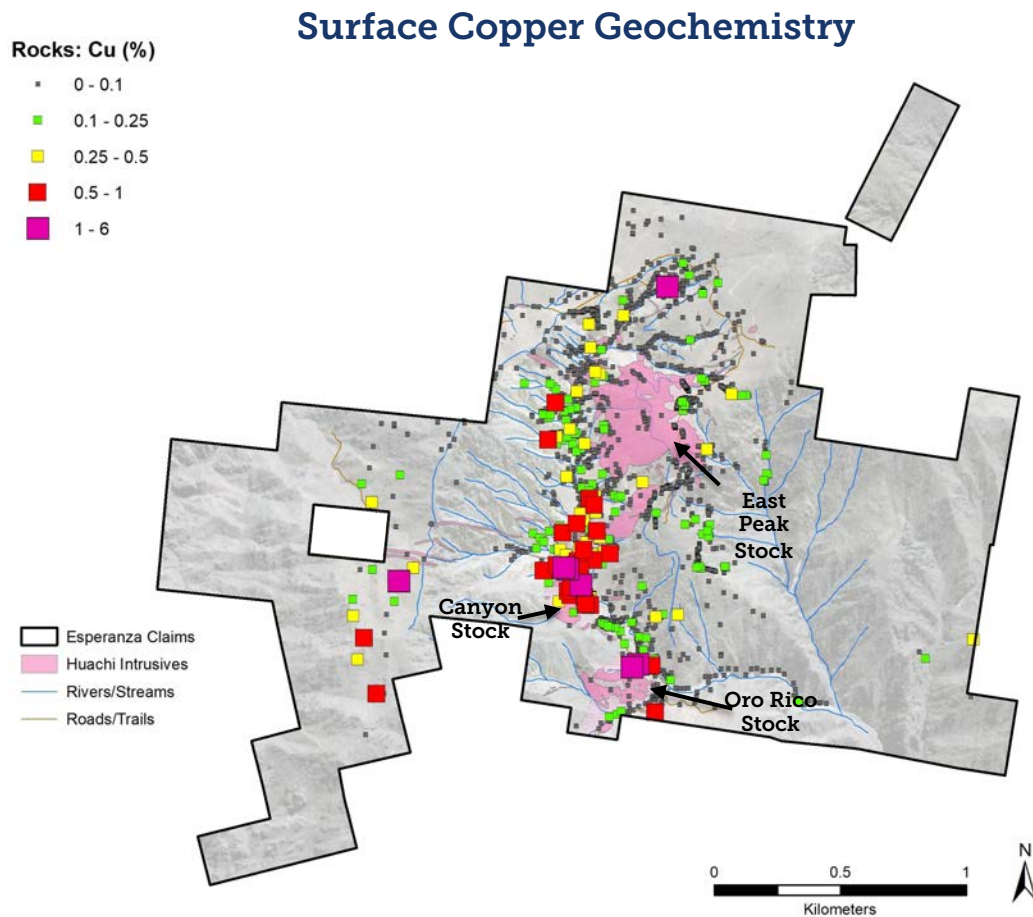 Surface Copper Geochemistry
Rocks: Cu (%)
0 - 0.1
0.1 - 0.25
0.25 - 0.5
0.5 - 1
1 - 6
East
Peak
Stock
Canyon
Stock
Oro Rico
Stock
Esperanza Claims
Huachi Intrusives
Rivers/Streams
Roads/Trails
N
0 0.5 1
Kilometers